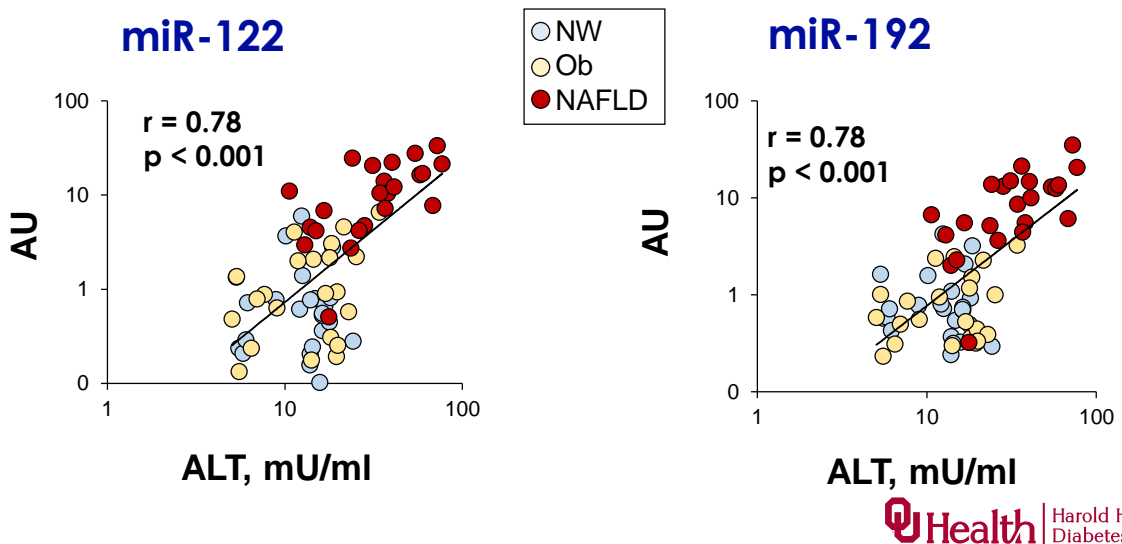 miR-122
NW
Ob
NAFLD
miR-192
r = 0.78
p < 0.001
100
10
1
0
AU
1
10
100
ALT, mU/ml
r = 0.78
p < 0.001
100
10
1
0
AU
1
10
100
ALT, mU/ml
OU Health
Harold
Diabetes